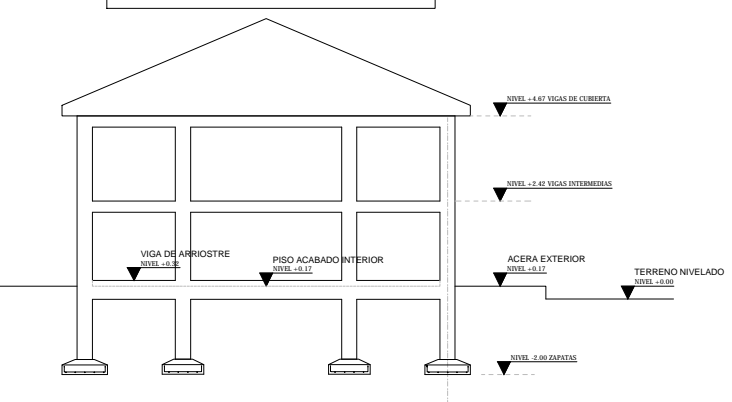 NIVEL +4.67 VIGAS DE CUBIERTA
NIVEL +2.42 VIGAS INTERMEDIAS
VIGA DE ARRIOSTRE
NIVEL +0.32
PISO ACABADO INTERIOR
NIVEL +0.17
ACERA EXTERIOR
NIVEL +0.17
TERRENO NIVELADO
NIVEL +0.00
NIVEL -2.00 ZAPATAS